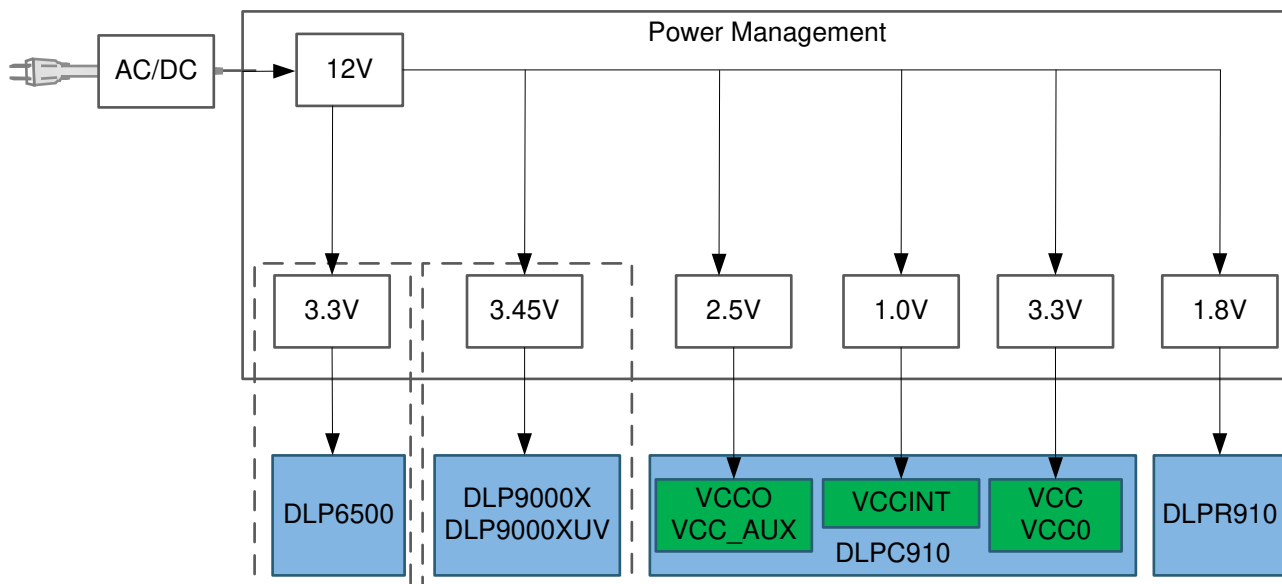 Power Management
AC/DC
12V
3.3V
3.45V
2.5V
1.0V
3.3V
1.8V
DLP6500
DLP9000X
DLP9000XUV
VCCO
VCC_AUX
VCCINT
VCC
VCC0
DLPC910
DLPR910